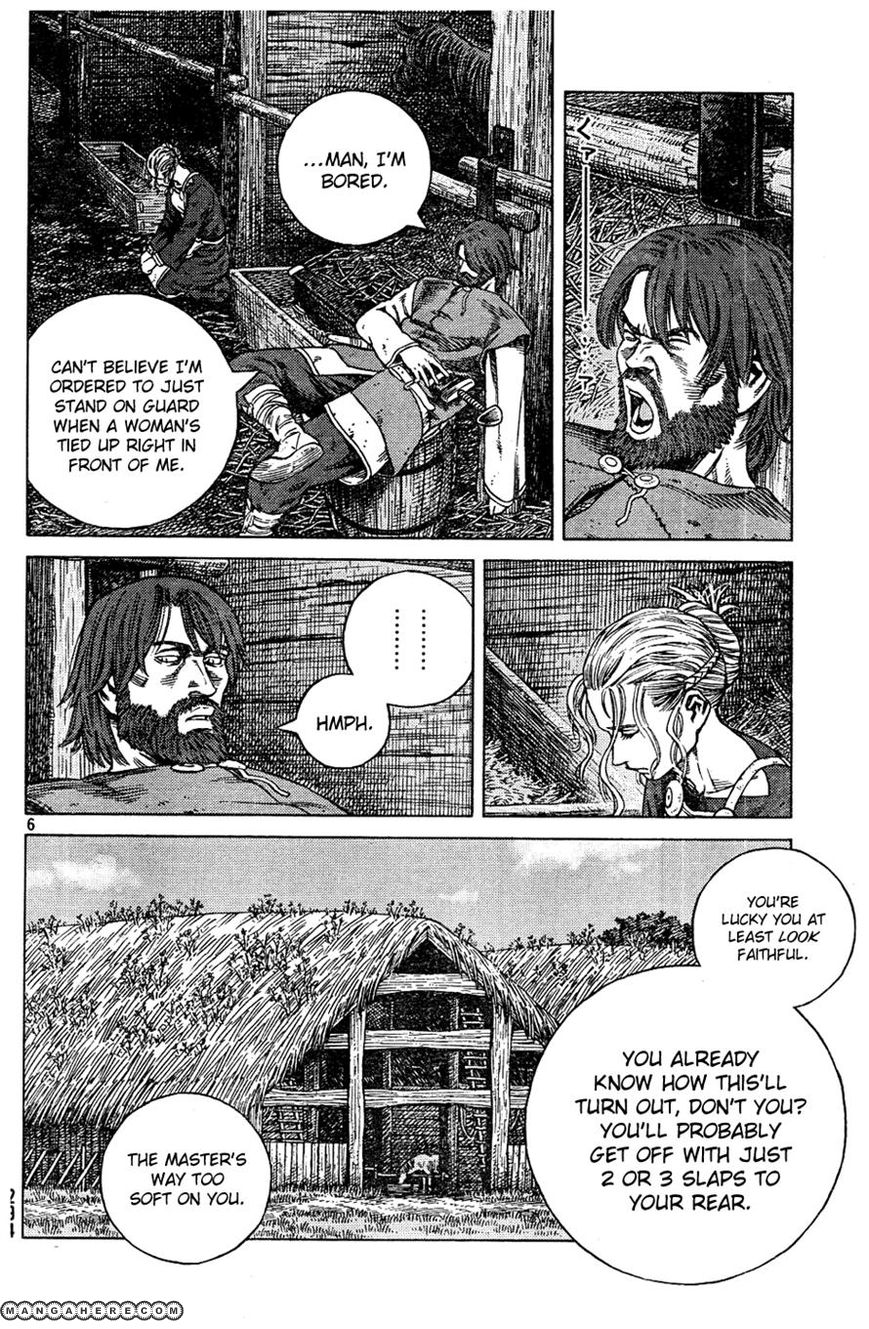 ...MAN, I'M
BORED.
CAN'T BELIEVE I'M
ORDERED TO JUST
STAND ON GUARD
WHEN A WOMAN'S
TIED UP RIGHT IN
FRONT OF ME.
HMPH.
6
YOU'RE
LUCKY YOU AT
LEAST LOOK
FAITHFUL.
YOU ALREADY
KNOW HOW THIS'LL
TURN OUT, DON'T YOU?
YOU'LL PROBABLY
GET OFF WITH JUST
2 OR 3 SLAPS TO
YOUR REAR.
THE MASTER'S
WAY TOO
SOFT ON YOU.
MANGAHERE.COM